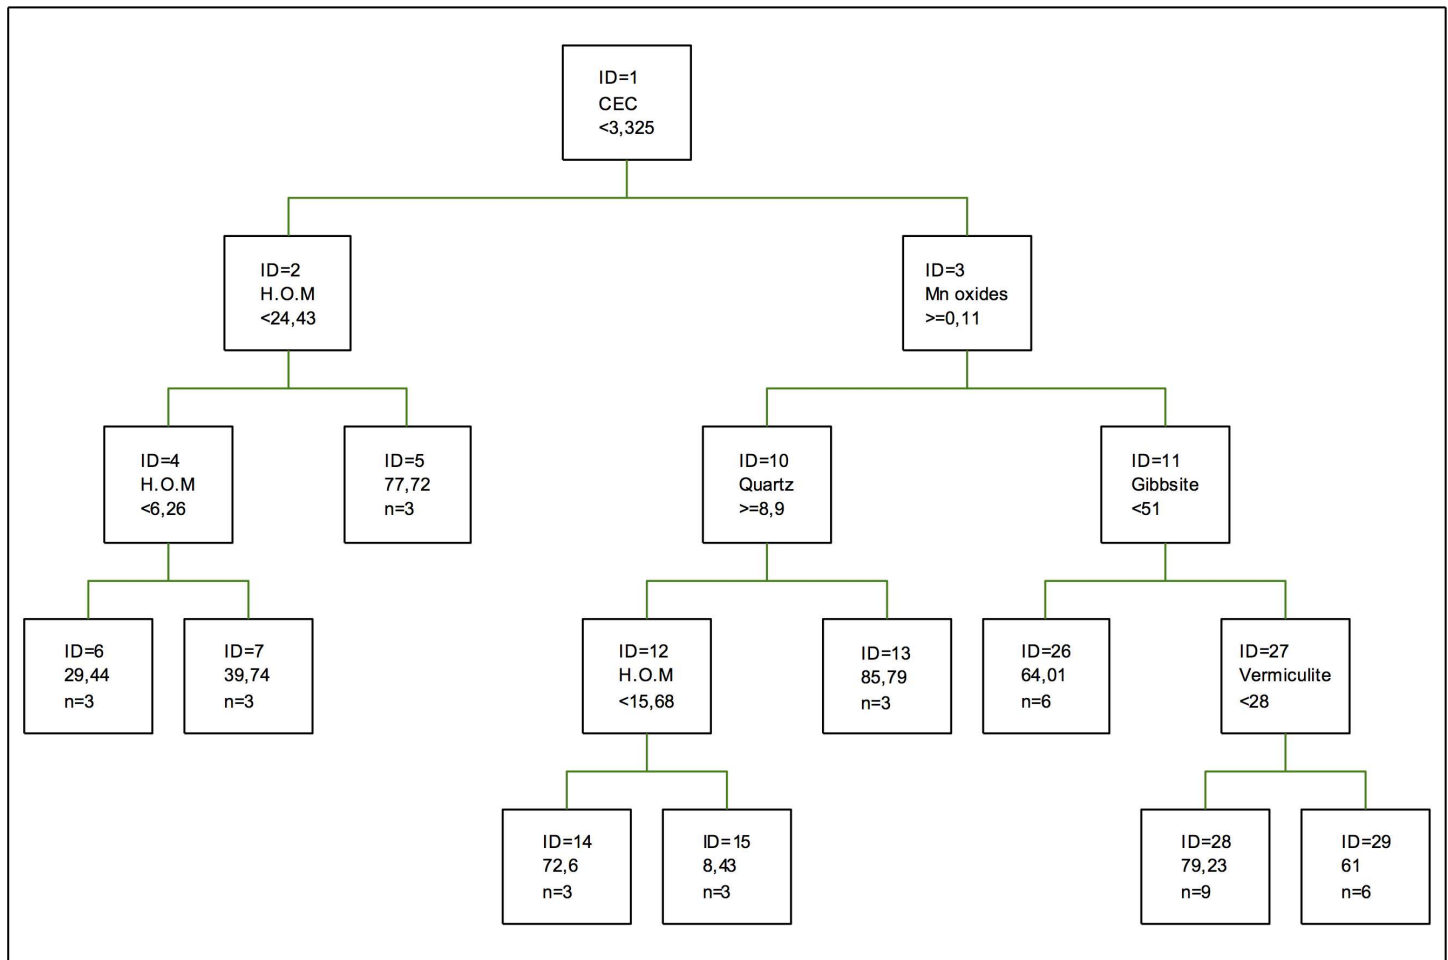 ID=1
CEC
<3,325
ID=2
H.O.M
<24,43
ID=3
Mn oxides
>=0,11
ID=4
H.O.M
<6,26
ID=5
77,72
n=3
ID=10
Quartz
>=8,9
ID=11
Gibbsite
<51
ID=6
29,44
n=3
ID=7
39,74
n=3
ID=12
H.O.M
<15,68
ID=13
85,79
n=3
ID=26
64,01
n=6
ID=27
Vermiculite
<28
ID=14
72,6
n=3
ID=15
8,43
n=3
ID=28
79,23
n=9
ID=29
61
n=6